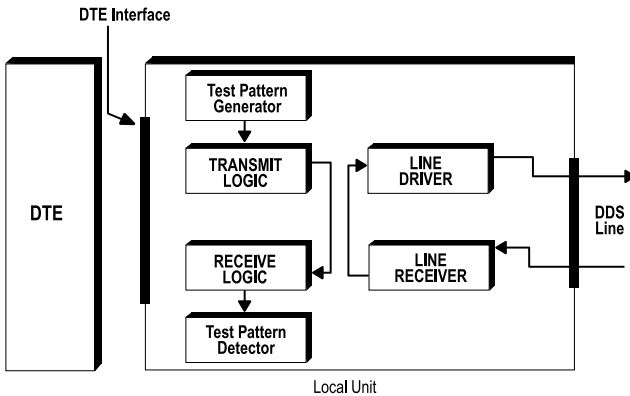 DTE Interface
DTE
Test Pattern
Generator
TRANSMIT
LOGIC
LINE
DRIVER
DDS
Line
RECEIVE
LOGIC
LINE
RECEIVER
Test Pattern
Detector
Local Unit